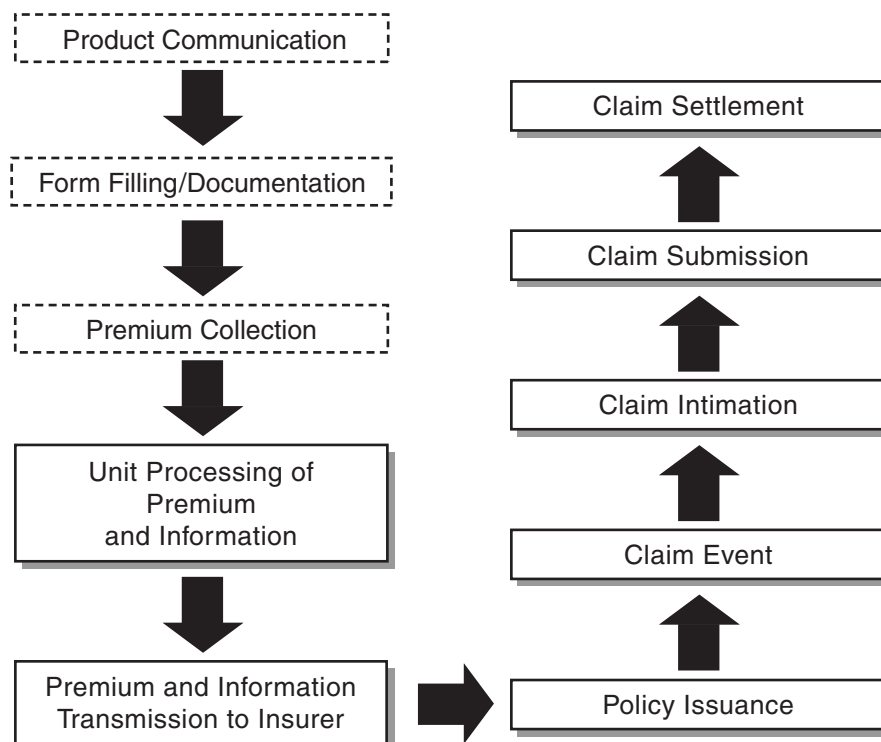 Product Communication
Form Filling/Documentation
Premium Collection
Unit Processing of
Premium
and Information
Premium and Information
Transmission to Insurer
Policy Issuance
Claim Event
Claim Intimation
Claim Submission
Claim Settlement